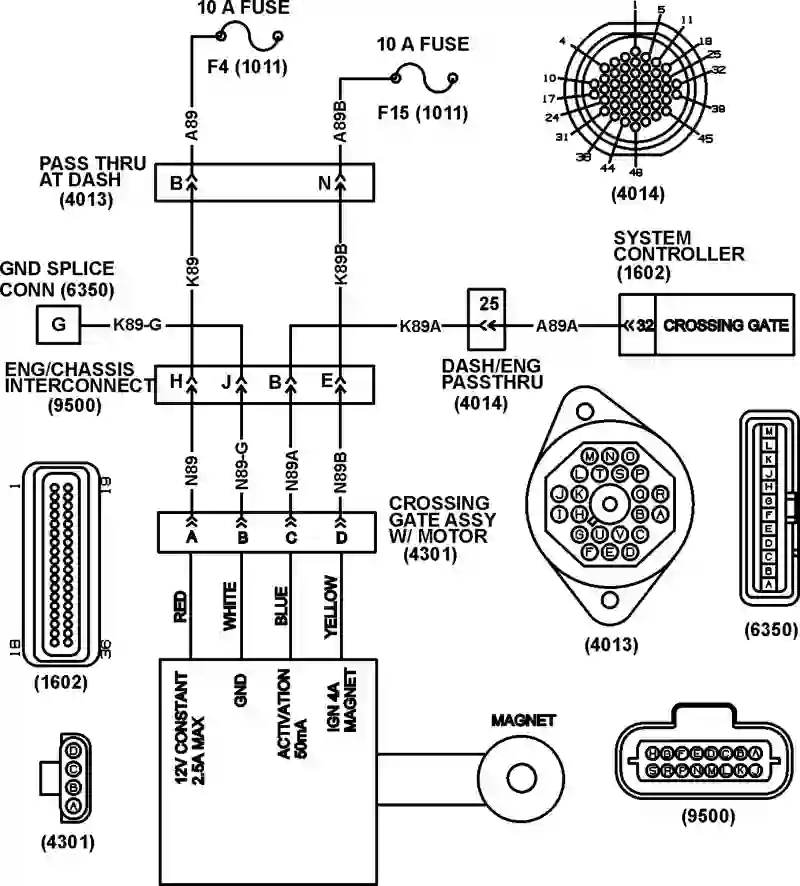 10 A FUSE
F4 (1011)
10 A FUSE
F15 (1011)
A89
A89B
1
5
11
18
25
32
39
45
48
44
38
31
24
17
10
4
(4014)
PASS THRU
AT DASH
(4013)
B
N
K89
K89B
GND SPLICE
CONN (6350)
G
K89-G
K89A
25
A89A
SYSTEM
CONTROLLER
(1602)
32
CROSSING GATE
DASH/ENG
PASSTHRU
(4014)
ENG/CHASSIS
INTERCONNECT
(9500)
H
J
B
E
N89
N89-G
N89A
N89B
CROSSING
GATE ASSY
W/ MOTOR
(4301)
A
B
C
D
RED
WHITE
BLUE
YELLOW
12V CONSTANT
2.5A MAX
GND
ACTIVATION
50mA
IGN 4A
MAGNET
MAGNET
1
19
18
36
(1602)
D
C
B
A
(4301)
M N O
L T S P
J K Q R
I H B A
G U V C
F E D
(4013)
M
L
K
J
H
G
F
E
D
C
B
A
(6350)
H G F E D C B A
S R P N M L K J
(9500)